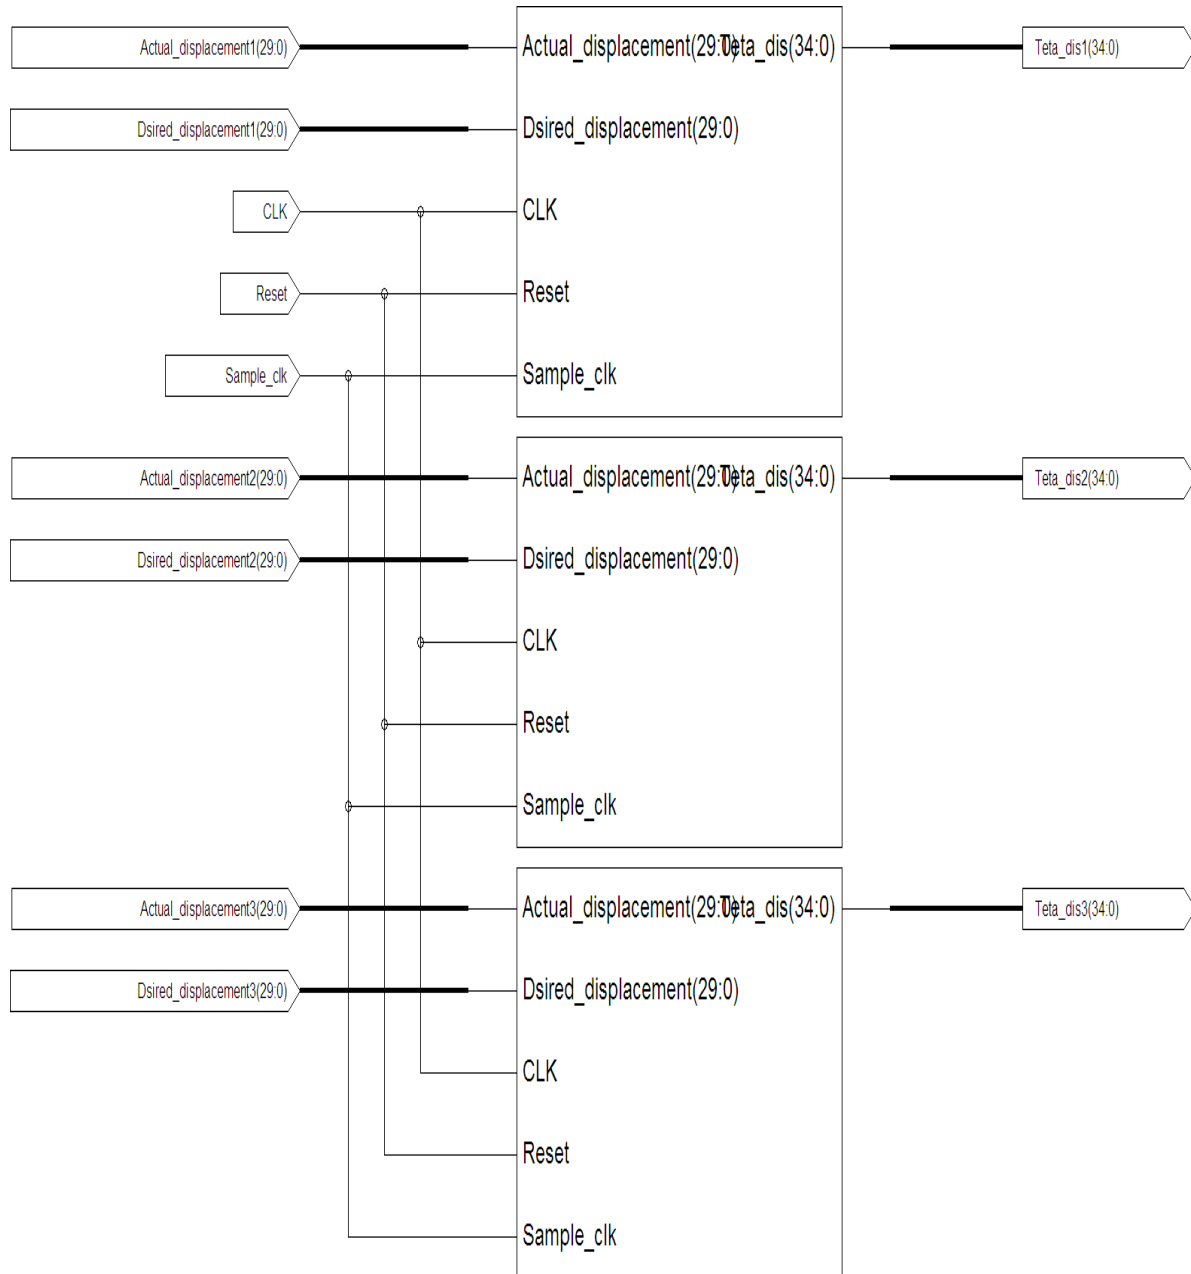 Actual_displacement1(29:0)
Actual_displacement(29:0)
Teta_dis(34:0)
Teta_dis1(34:0)
Dsired_displacement1(29:0)
Dsired_displacement(29:0)
CLK
CLK
Reset
Reset
Sample_clk
Sample_clk
Actual_displacement2(29:0)
Actual_displacement(29:0)
Teta_dis(34:0)
Teta_dis2(34:0)
Dsired_displacement2(29:0)
Dsired_displacement(29:0)
CLK
Reset
Sample_clk
Actual_displacement3(29:0)
Actual_displacement(29:0)
Teta_dis(34:0)
Teta_dis3(34:0)
Dsired_displacement3(29:0)
Dsired_displacement(29:0)
CLK
Reset
Sample_clk